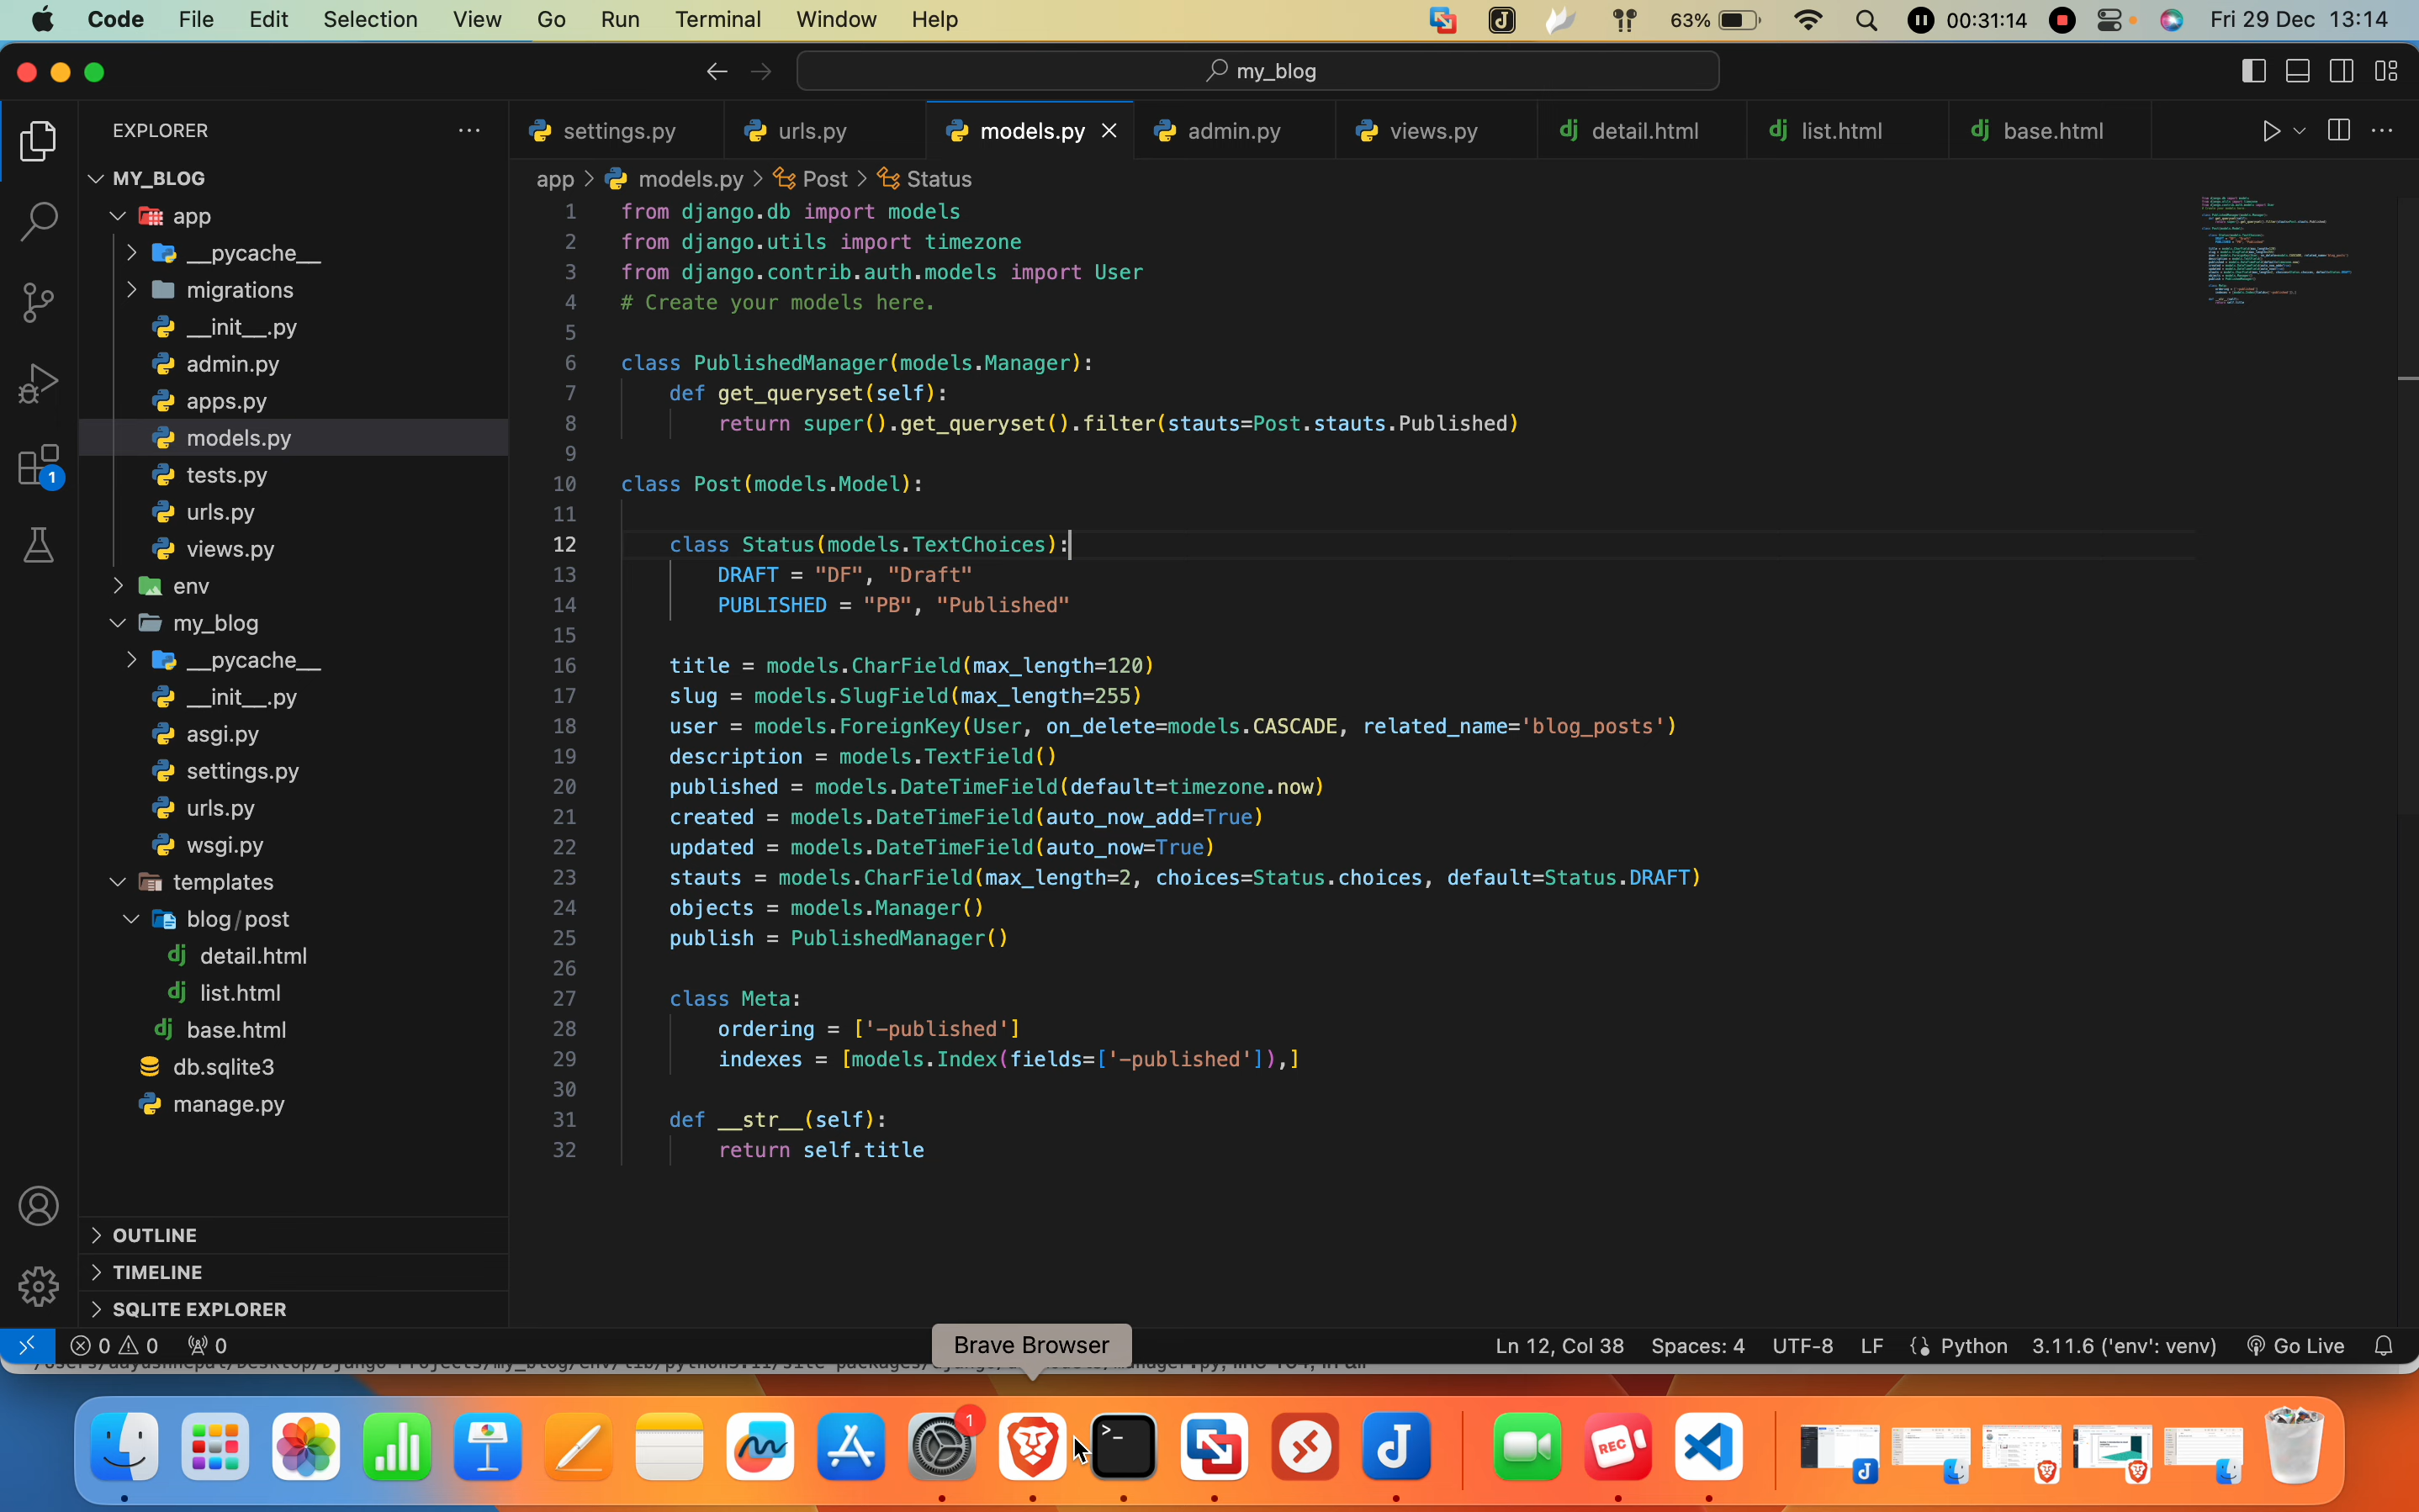 Code File Edit Selection View Go Run Terminal Window Help 63% 00:31:14 Fri 29 Dec 13:14
my_blog
EXPLORER
settings.py urls.py models.py admin.py views.py detail.html list.html base.html
app > models.py > Post > Status
MY_BLOG
app
__pycache__
migrations
__init__.py
admin.py
apps.py
models.py
tests.py
urls.py
views.py
env
my_blog
__pycache__
__init__.py
asgi.py
settings.py
urls.py
wsgi.py
templates
blog/post
detail.html
list.html
base.html
db.sqlite3
manage.py
OUTLINE
TIMELINE
SQLITE EXPLORER
1
1 from django.db import models
2 from django.utils import timezone
3 from django.contrib.auth.models import User
4 # Create your models here.
5
6 class PublishedManager(models.Manager):
7 def get_queryset(self):
8 return super().get_queryset().filter(stauts=Post.stauts.Published)
9
10 class Post(models.Model):
11
12 class Status(models.TextChoices):
13 DRAFT = "DF", "Draft"
14 PUBLISHED = "PB", "Published"
15
16 title = models.CharField(max_length=120)
17 slug = models.SlugField(max_length=255)
18 user = models.ForeignKey(User, on_delete=models.CASCADE, related_name='blog_posts')
19 description = models.TextField()
20 published = models.DateTimeField(default=timezone.now)
21 created = models.DateTimeField(auto_now_add=True)
22 updated = models.DateTimeField(auto_now=True)
23 stauts = models.CharField(max_length=2, choices=Status.choices, default=Status.DRAFT)
24 objects = models.Manager()
25 publish = PublishedManager()
26
27 class Meta:
28 ordering = ['-published']
29 indexes = [models.Index(fields=['-published']),]
30
31 def __str__(self):
32 return self.title
0 0 0 Ln 12, Col 38 Spaces: 4 UTF-8 LF Python 3.11.6 ('env': venv) Go Live
Brave Browser
1
REC